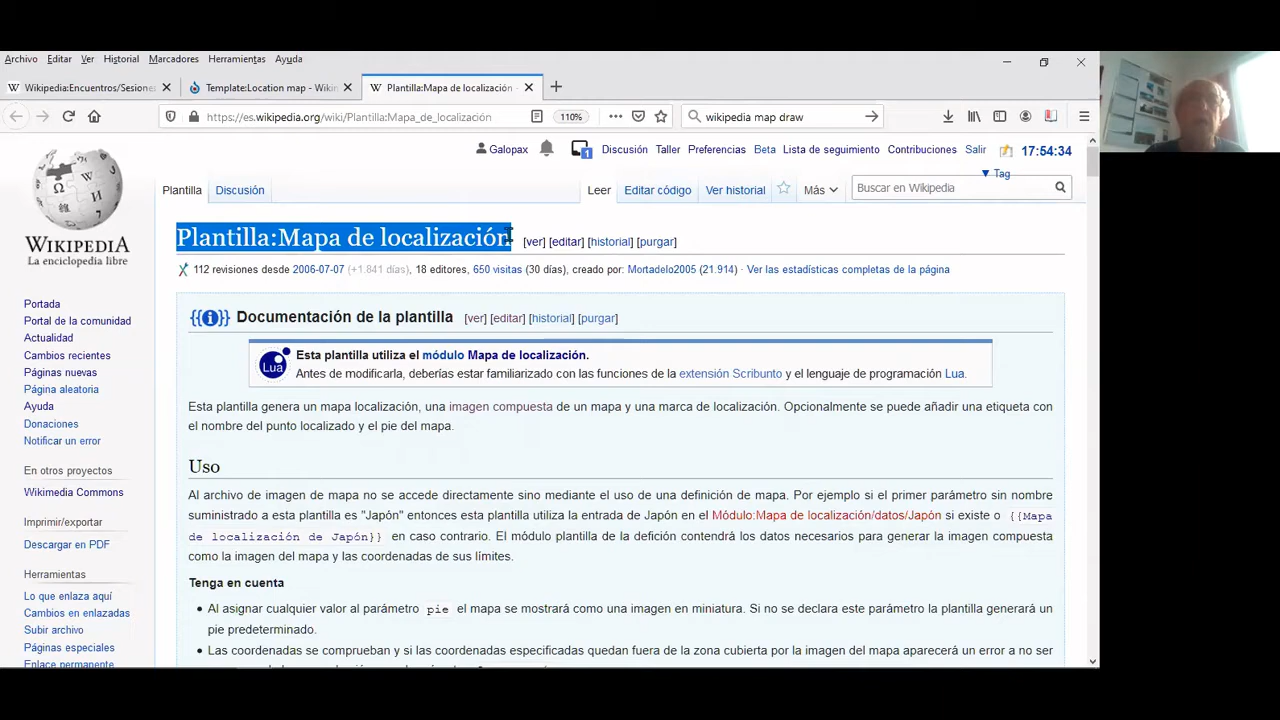 Archivo Editar Ver Historial Marcadores Herramientas Ayuda
Wikipedia:Encuentros/Sesiones Template:Location map - Wikin Plantilla:Mapa de localización -
https://es.wikipedia.org/wiki/Plantilla:Mapa_de_localización 110% wikipedia map draw
Galopax 1 Discusión Taller Preferencias Beta Lista de seguimiento Contribuciones Salir 17:54:34
Tag
Plantilla Discusión Leer Editar código Ver historial Más Buscar en Wikipedia
WIKIPEDIA
La enciclopedia libre
Plantilla:Mapa de localización [ver] [editar] [historial] [purgar]
112 revisiones desde 2006-07-07 (+1.841 días), 18 editores, 650 visitas (30 días), creado por: Mortadelo2005 (21.914) · Ver las estadísticas completas de la página
Portada
Portal de la comunidad
Actualidad
Cambios recientes
Páginas nuevas
Página aleatoria
Ayuda
Donaciones
Notificar un error
En otros proyectos
Wikimedia Commons
Imprimir/exportar
Descargar en PDF
Herramientas
Lo que enlaza aquí
Cambios en enlazadas
Subir archivo
Páginas especiales
Enlace permanente
Documentación de la plantilla [ver] [editar] [historial] [purgar]
Lua
Esta plantilla utiliza el módulo Mapa de localización.
Antes de modificarla, deberías estar familiarizado con las funciones de la extensión Scribunto y el lenguaje de programación Lua.
Esta plantilla genera un mapa localización, una imagen compuesta de un mapa y una marca de localización. Opcionalmente se puede añadir una etiqueta con
el nombre del punto localizado y el pie del mapa.
Uso
Al archivo de imagen de mapa no se accede directamente sino mediante el uso de una definición de mapa. Por ejemplo si el primer parámetro sin nombre
suministrado a esta plantilla es "Japón" entonces esta plantilla utiliza la entrada de Japón en el Módulo:Mapa de localización/datos/Japón si existe o {{Mapa
de localización de Japón}} en caso contrario. El módulo plantilla de la defición contendrá los datos necesarios para generar la imagen compuesta
como la imagen del mapa y las coordenadas de sus límites.
Tenga en cuenta
• Al asignar cualquier valor al parámetro pie el mapa se mostrará como una imagen en miniatura. Si no se declara este parámetro la plantilla generará un
pie predeterminado.
• Las coordenadas se comprueban y si las coordenadas especificadas quedan fuera de la zona cubierta por la imagen del mapa aparecerá un error a no ser